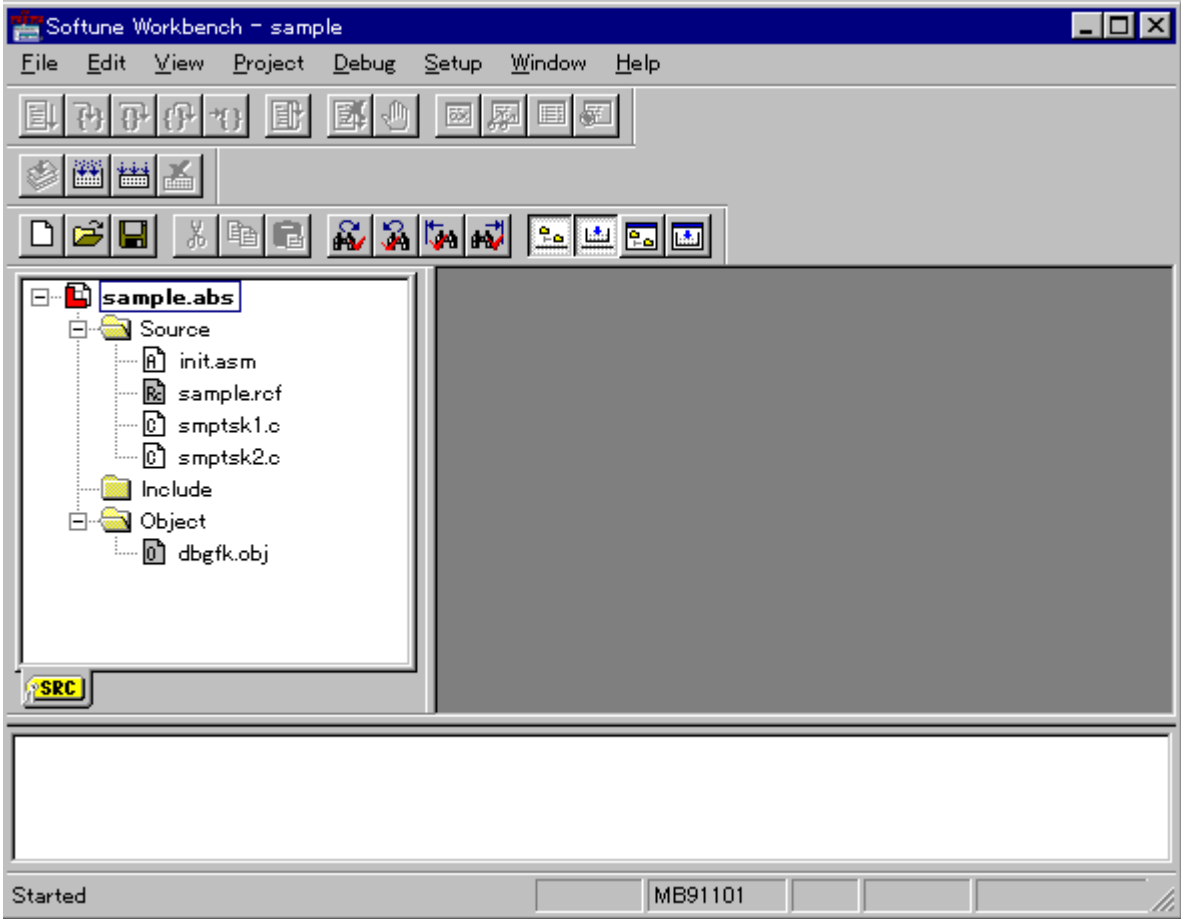 Softune Workbench - sample
File Edit View Project Debug Setup Window Help
sample.abs
Source
init.asm
sample.rcf
smptsk1.c
smptsk2.c
Include
Object
dbgfk.obj
SRC
Started MB91101